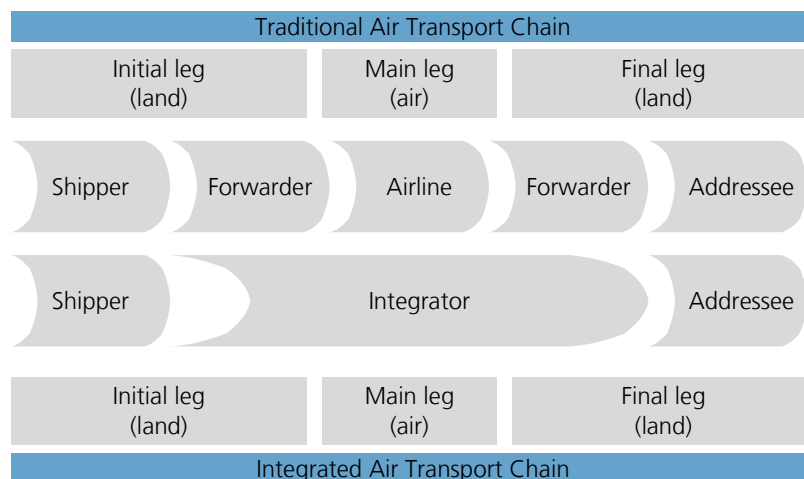 Traditional Air Transport Chain
Initial leg Main leg Final leg
(land) (air) (land)
Shipper Forwarder Airline Forwarder Addressee
Shipper Integrator Addressee
Initial leg Main leg Final leg
(land) (air) (land)
Integrated Air Transport Chain